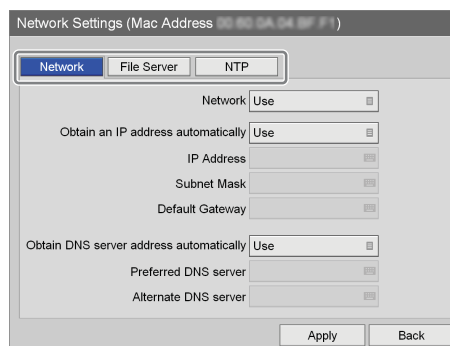 Network Settings (Mac Address )
Network File Server NTP
Network Use
Obtain an IP address automatically Use
IP Address
Subnet Mask
Default Gateway
Obtain DNS server address automatically Use
Preferred DNS server
Alternate DNS server
Apply Back